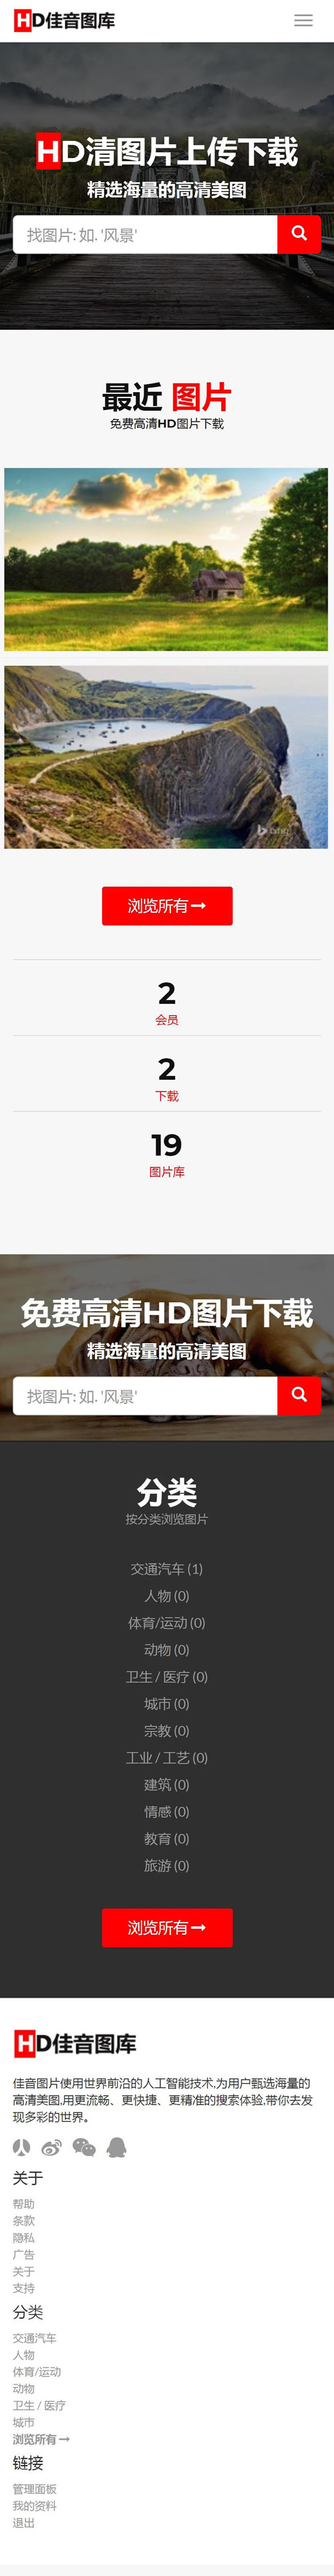 HD佳音图库
HD清图片上传下载
精选海量的高清美图
找图片: 如. '风景'
最近 图片
免费高清HD图片下载
bing
浏览所有
2
会员
2
下载
19
图片库
免费高清HD图片下载
精选海量的高清美图
找图片: 如. '风景'
分类
按分类浏览图片
交通汽车 (1)
人物 (0)
体育/运动 (0)
动物 (0)
卫生 / 医疗 (0)
城市 (0)
宗教 (0)
工业 / 工艺 (0)
建筑 (0)
情感 (0)
教育 (0)
旅游 (0)
浏览所有
HD佳音图库
佳音图片使用世界前沿的人工智能技术,为用户甄选海量的
高清美图,用更流畅、更快捷、更精准的搜索体验,带你去发
现多彩的世界。
关于
帮助
条款
隐私
广告
关于
支持
分类
交通汽车
人物
体育/运动
动物
卫生 / 医疗
城市
浏览所有
链接
管理面板
我的资料
退出